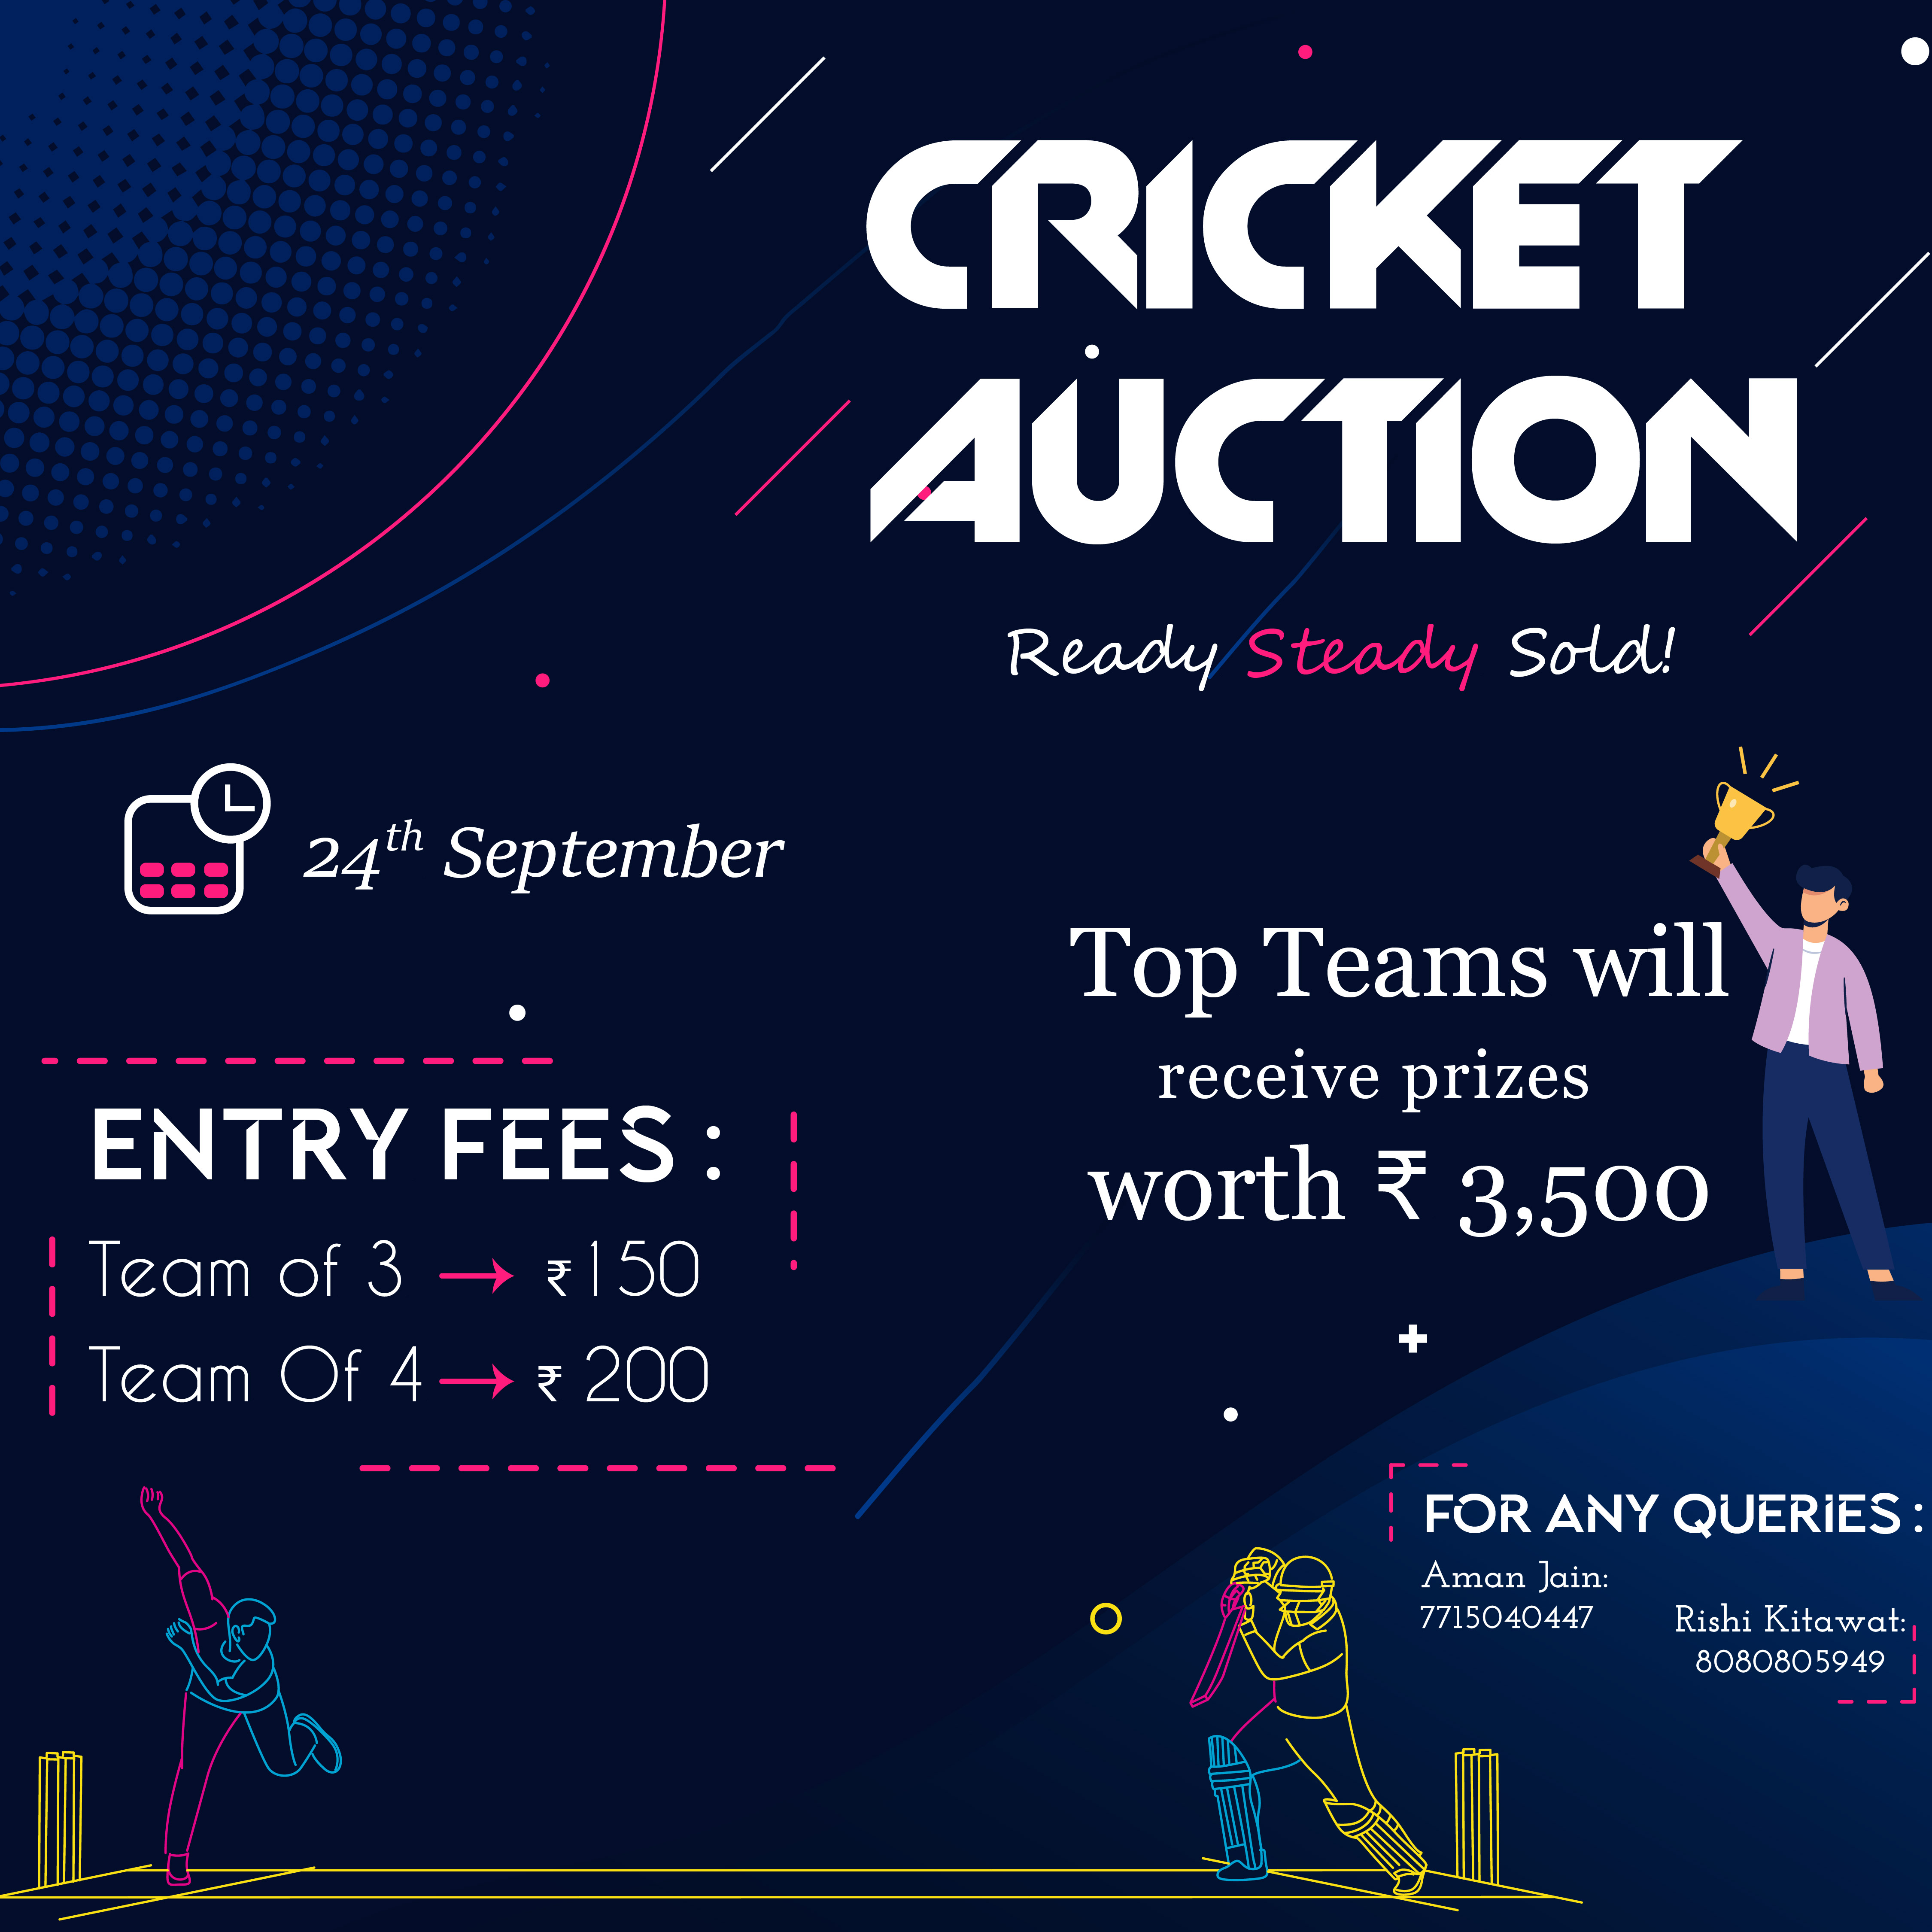 CRICKET
AUCTION
Ready Steady Sold!
24th September
Top Teams will
receive prizes
worth ₹ 3,500
ENTRY FEES :
Team of 3 → ₹150
Team Of 4 → ₹ 200
FOR ANY QUERIES :
Aman Jain:
7715040447
Rishi Kitawat:
8080805949